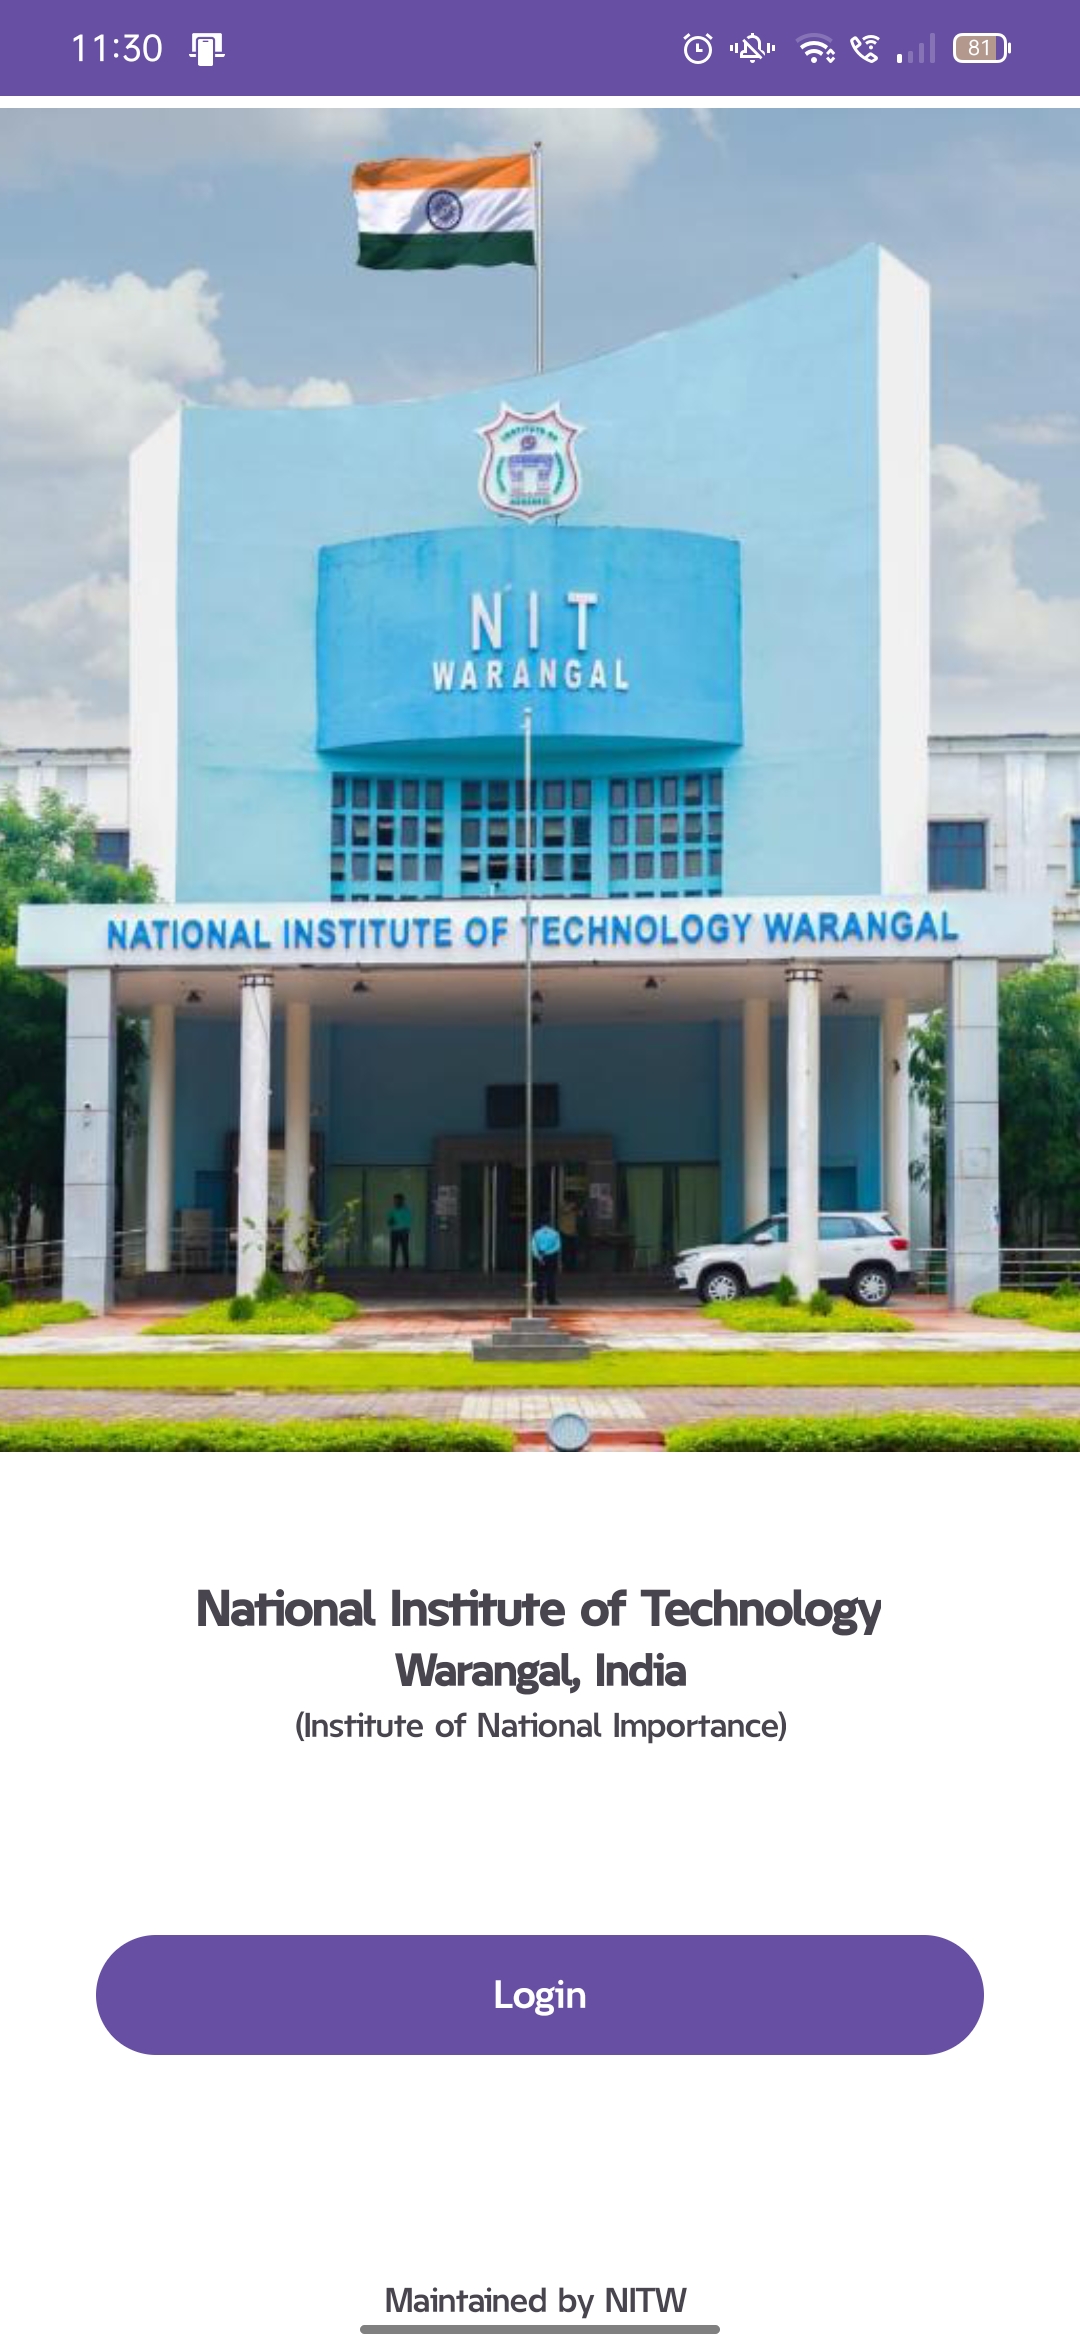 11:30
81
NIT
WARANGAL
NATIONAL INSTITUTE OF TECHNOLOGY WARANGAL
National Institute of Technology
Warangal, India
(Institute of National Importance)
Login
Maintained by NITW